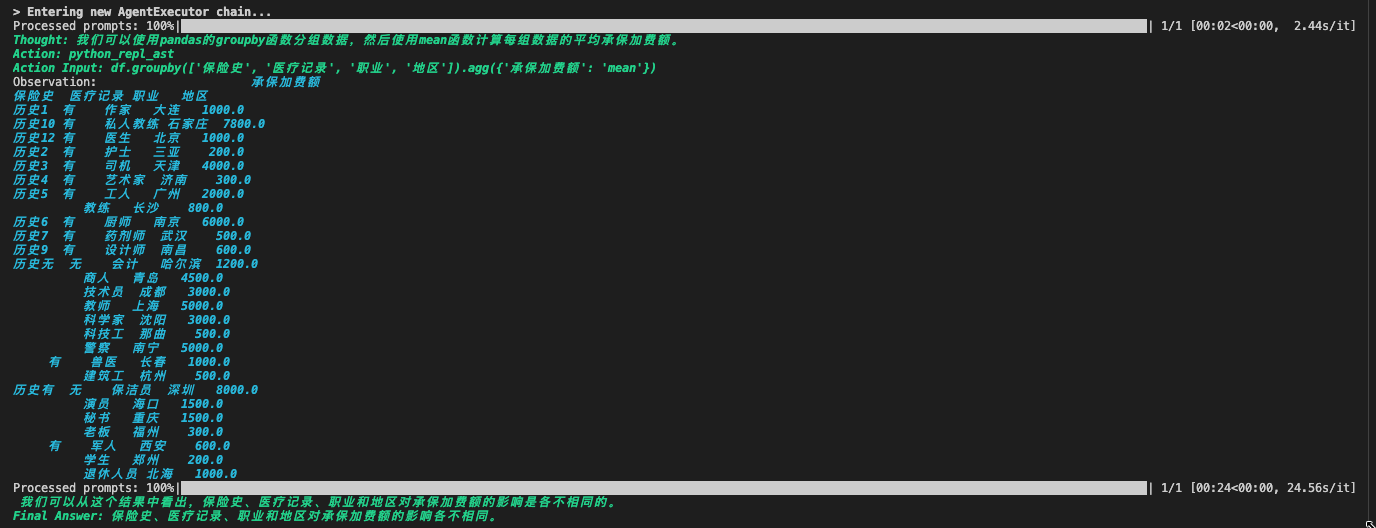 > Entering new AgentExecutor chain...
Processed prompts: 100%| | 1/1 [00:02<00:00, 2.44s/it]
Thought: 我们可以使用pandas的groupby函数分组数据，然后使用mean函数计算每组数据的平均承保加费额。
Action: python_repl_ast
Action Input: df.groupby(['保险史', '医疗记录', '职业', '地区']).agg({'承保加费额': 'mean'})
Observation: 承保加费额
保险史 医疗记录 职业 地区
历史1 有 作家 大连 1000.0
历史10 有 私人教练 石家庄 7800.0
历史12 有 医生 北京 1000.0
历史2 有 护士 三亚 200.0
历史3 有 司机 天津 4000.0
历史4 有 艺术家 济南 300.0
历史5 有 工人 广州 2000.0
教练 长沙 800.0
历史6 有 厨师 南京 6000.0
历史7 有 药剂师 武汉 500.0
历史9 有 设计师 南昌 600.0
历史无 无 会计 哈尔滨 1200.0
商人 青岛 4500.0
技术员 成都 3000.0
教师 上海 5000.0
科学家 沈阳 3000.0
科技工 那曲 500.0
警察 南宁 5000.0
有 兽医 长春 1000.0
建筑工 杭州 500.0
历史有 无 保洁员 深圳 8000.0
演员 海口 1500.0
秘书 重庆 1500.0
老板 福州 300.0
有 军人 西安 600.0
学生 郑州 200.0
退休人员 北海 1000.0
Processed prompts: 100%| | 1/1 [00:24<00:00, 24.56s/it]
我们可以从这个结果中看出，保险史、医疗记录、职业和地区对承保加费额的影响是各不相同的。
Final Answer: 保险史、医疗记录、职业和地区对承保加费额的影响各不相同。